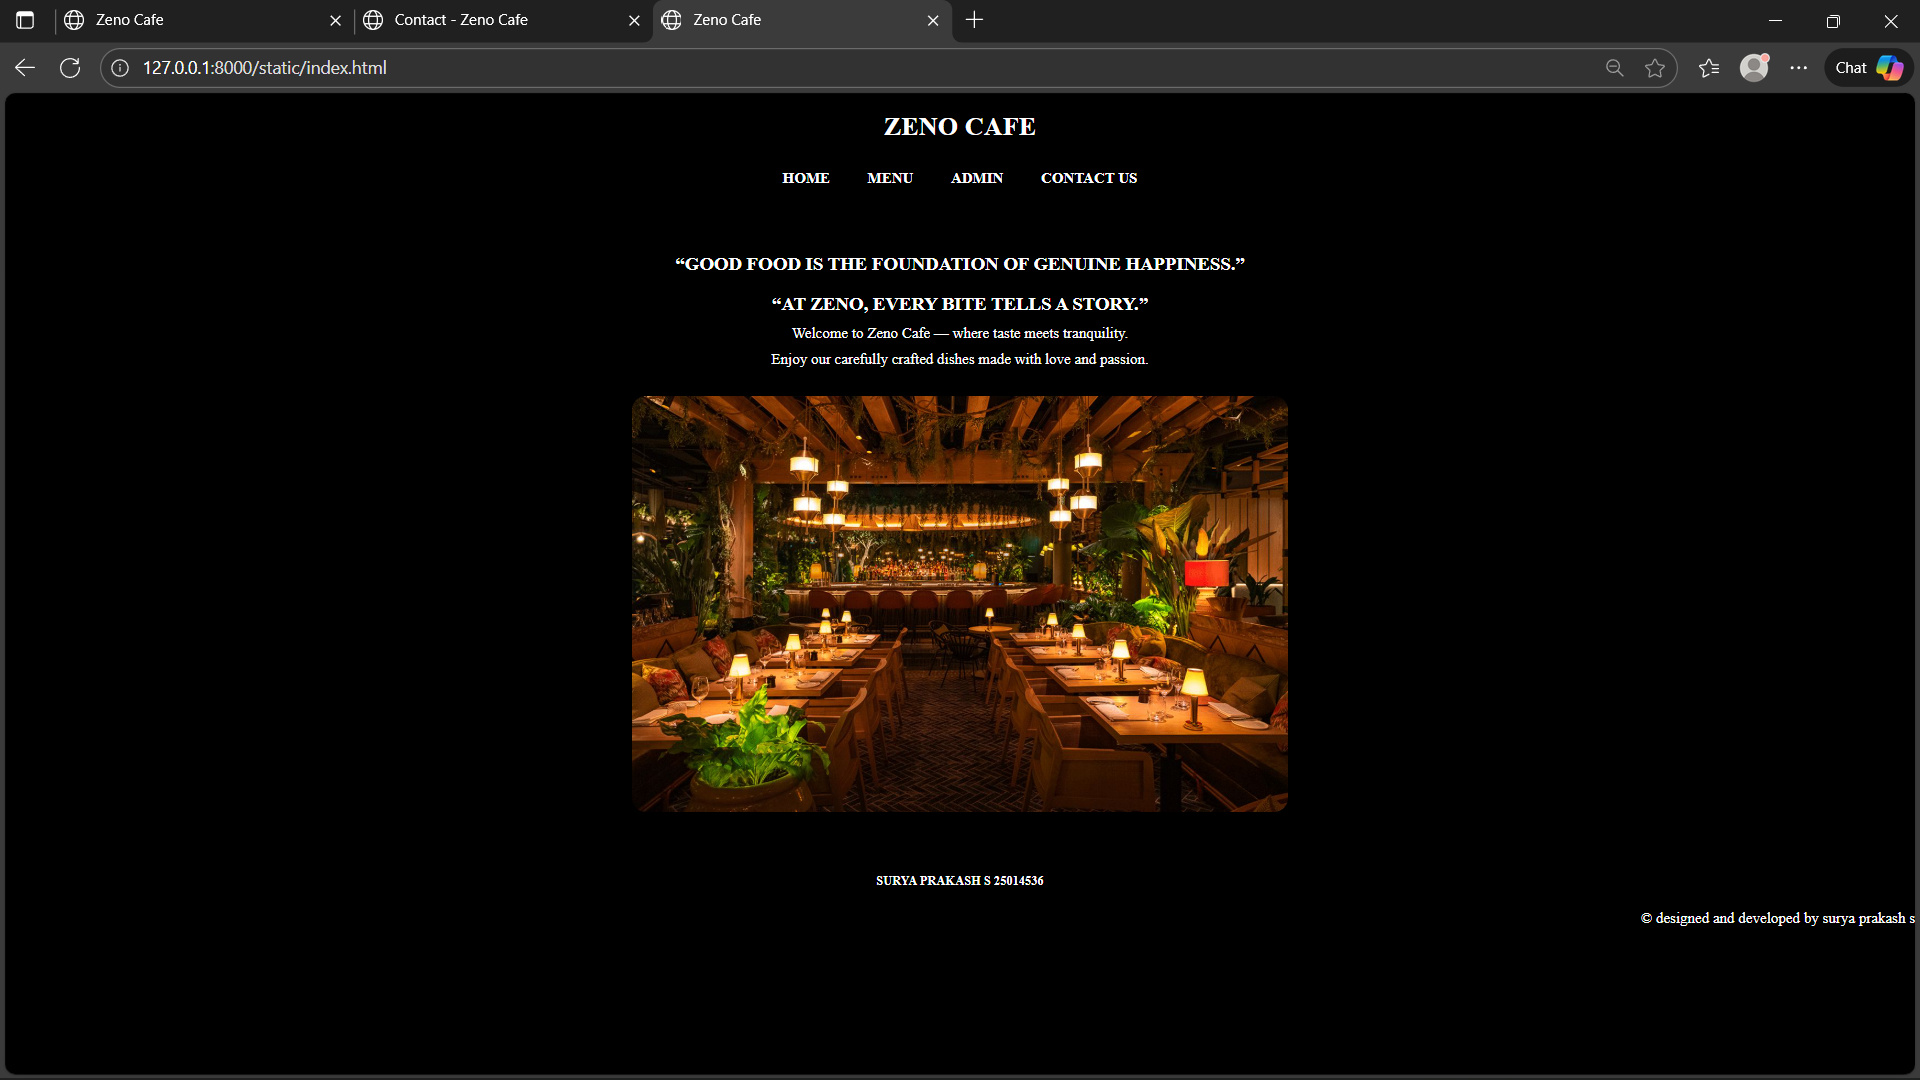 Zeno Cafe
Contact - Zeno Cafe
Zeno Cafe
127.0.0.1:8000/static/index.html
Chat
ZENO CAFE
HOME MENU ADMIN CONTACT US
“GOOD FOOD IS THE FOUNDATION OF GENUINE HAPPINESS.”
“AT ZENO, EVERY BITE TELLS A STORY.”
Welcome to Zeno Cafe — where taste meets tranquility.
Enjoy our carefully crafted dishes made with love and passion.
SURYA PRAKASH S 25014536
© designed and developed by surya prakash s